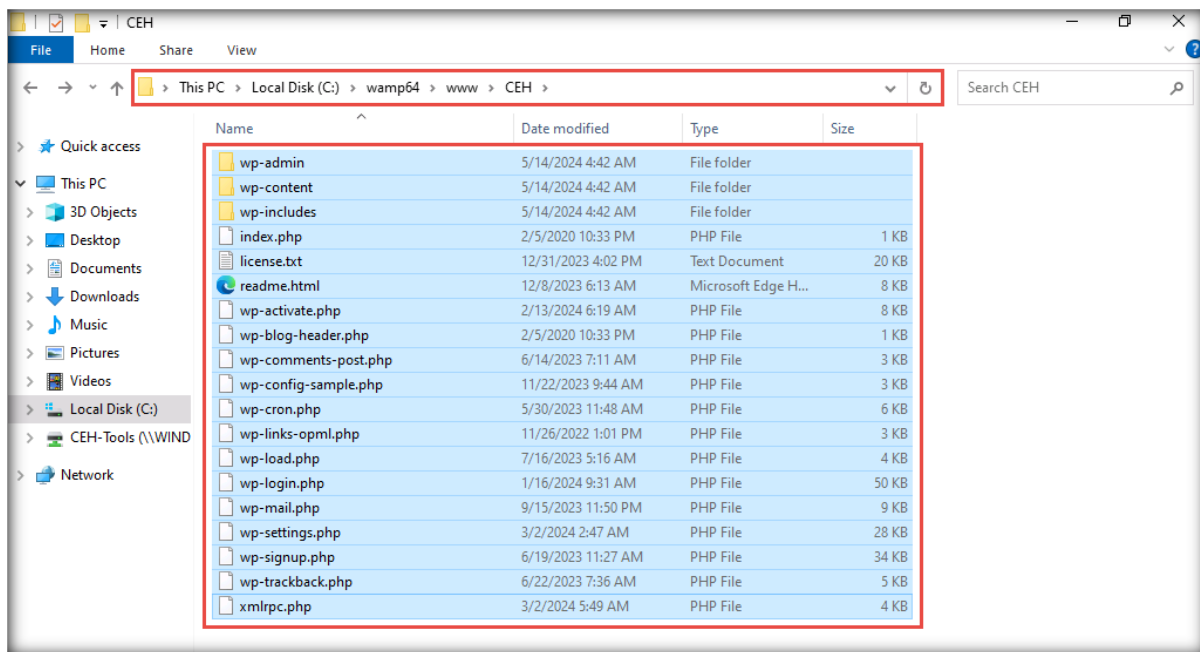 CEH
File Home Share View
This PC Local Disk (C:) wamp64 www CEH
Search CEH
Name Date modified Type Size
Quick access
This PC
3D Objects
Desktop
Documents
Downloads
Music
Pictures
Videos
Local Disk (C:)
CEH-Tools (\\WIND
Network
wp-admin 5/14/2024 4:42 AM File folder
wp-content 5/14/2024 4:42 AM File folder
wp-includes 5/14/2024 4:42 AM File folder
index.php 2/5/2020 10:33 PM PHP File 1 KB
license.txt 12/31/2023 4:02 PM Text Document 20 KB
readme.html 12/8/2023 6:13 AM Microsoft Edge H... 8 KB
wp-activate.php 2/13/2024 6:19 AM PHP File 8 KB
wp-blog-header.php 2/5/2020 10:33 PM PHP File 1 KB
wp-comments-post.php 6/14/2023 7:11 AM PHP File 3 KB
wp-config-sample.php 11/22/2023 9:44 AM PHP File 3 KB
wp-cron.php 5/30/2023 11:48 AM PHP File 6 KB
wp-links-opml.php 11/26/2022 1:01 PM PHP File 3 KB
wp-load.php 7/16/2023 5:16 AM PHP File 4 KB
wp-login.php 1/16/2024 9:31 AM PHP File 50 KB
wp-mail.php 9/15/2023 11:50 PM PHP File 9 KB
wp-settings.php 3/2/2024 2:47 AM PHP File 28 KB
wp-signup.php 6/19/2023 11:27 AM PHP File 34 KB
wp-trackback.php 6/22/2023 7:36 AM PHP File 5 KB
xmlrpc.php 3/2/2024 5:49 AM PHP File 4 KB